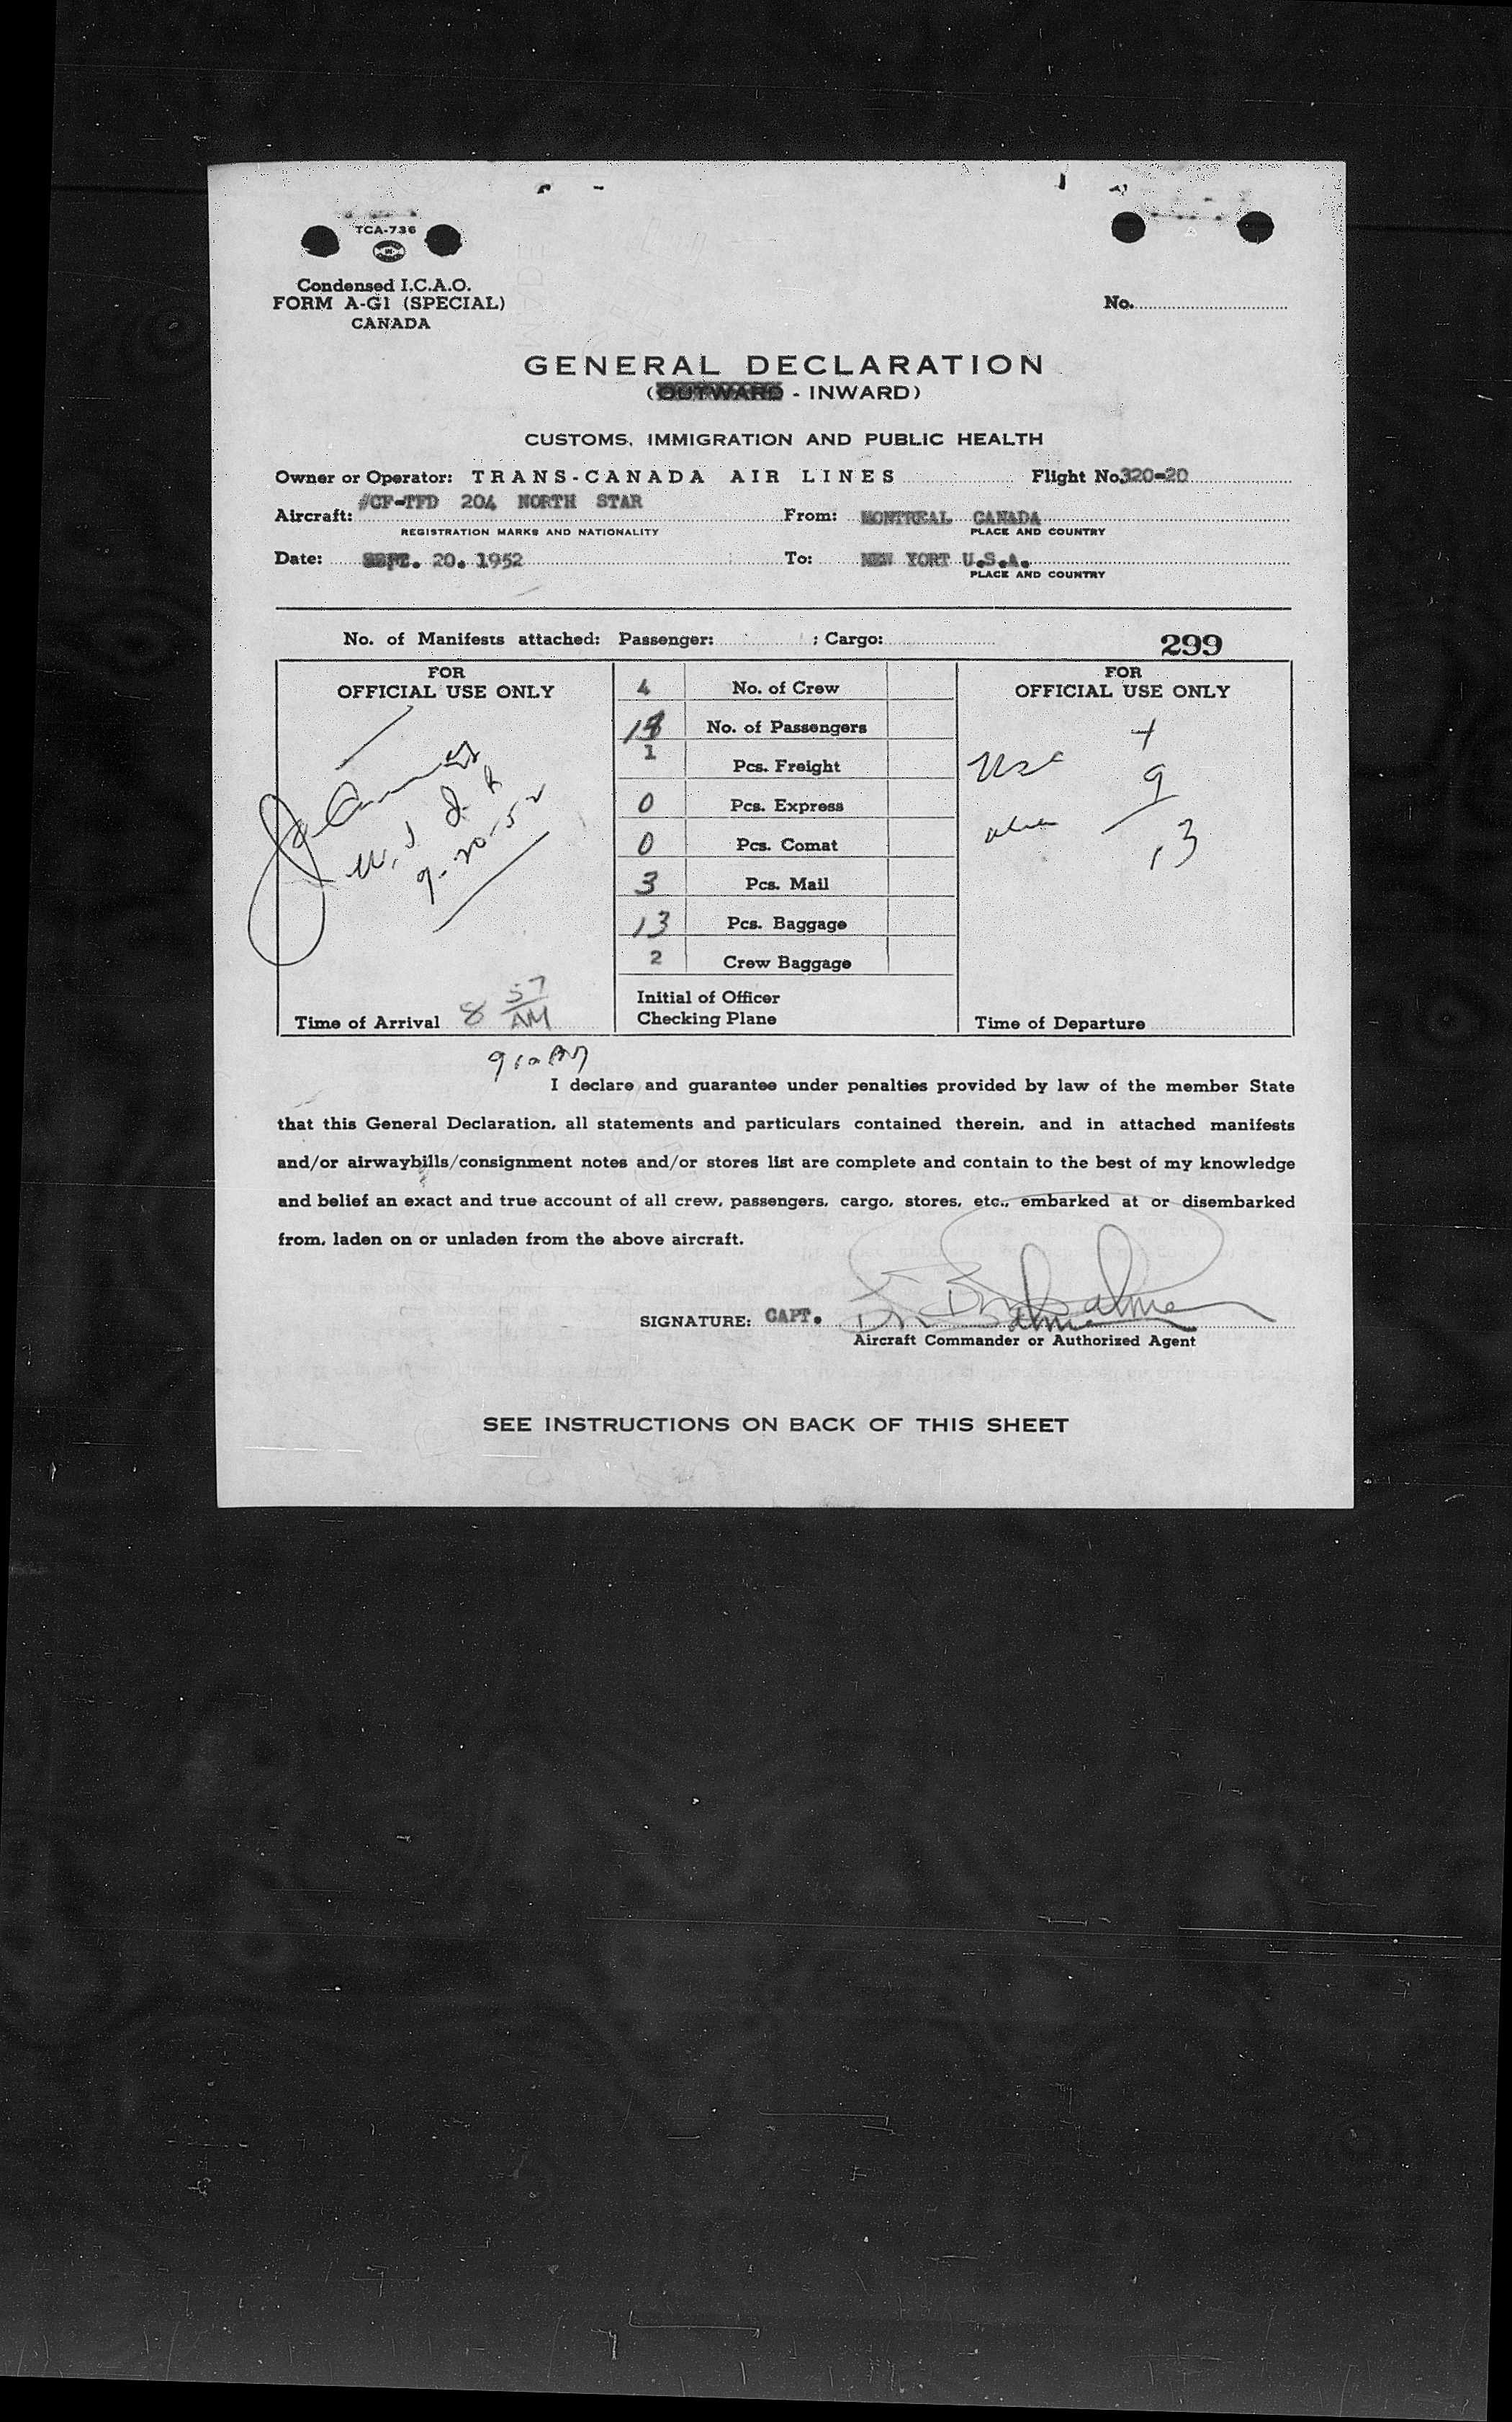 TCA-736
Condensed I.C.A.O.
FORM A-G1 (SPECIAL)
CANADA
No.
GENERAL DECLARATION
(OUTWARD - INWARD)
CUSTOMS, IMMIGRATION AND PUBLIC HEALTH
Owner or Operator: TRANS-CANADA AIR LINES Flight No. 320-20
Aircraft: #CF-TFD 204 NORTH STAR From: MONTREAL CANADA
REGISTRATION MARKS AND NATIONALITY PLACE AND COUNTRY
Date: SEPT. 20. 1952 To: NEW YORT U.S.A.
PLACE AND COUNTRY
No. of Manifests attached: Passenger: ; Cargo: 299
FOR
OFFICIAL USE ONLY
9-20-52
Time of Arrival 8 57 AM
910 AM
4 No. of Crew
No. of Passengers
1 Pcs. Freight
0 Pcs. Express
0 Pcs. Comat
3 Pcs. Mail
13 Pcs. Baggage
2 Crew Baggage
Initial of Officer
Checking Plane
FOR
OFFICIAL USE ONLY
9
13
Time of Departure
I declare and guarantee under penalties provided by law of the member State
that this General Declaration, all statements and particulars contained therein, and in attached manifests
and/or airwaybills/consignment notes and/or stores list are complete and contain to the best of my knowledge
and belief an exact and true account of all crew, passengers, cargo, stores, etc., embarked at or disembarked
from, laden on or unladen from the above aircraft.
SIGNATURE: CAPT.
Aircraft Commander or Authorized Agent
SEE INSTRUCTIONS ON BACK OF THIS SHEET